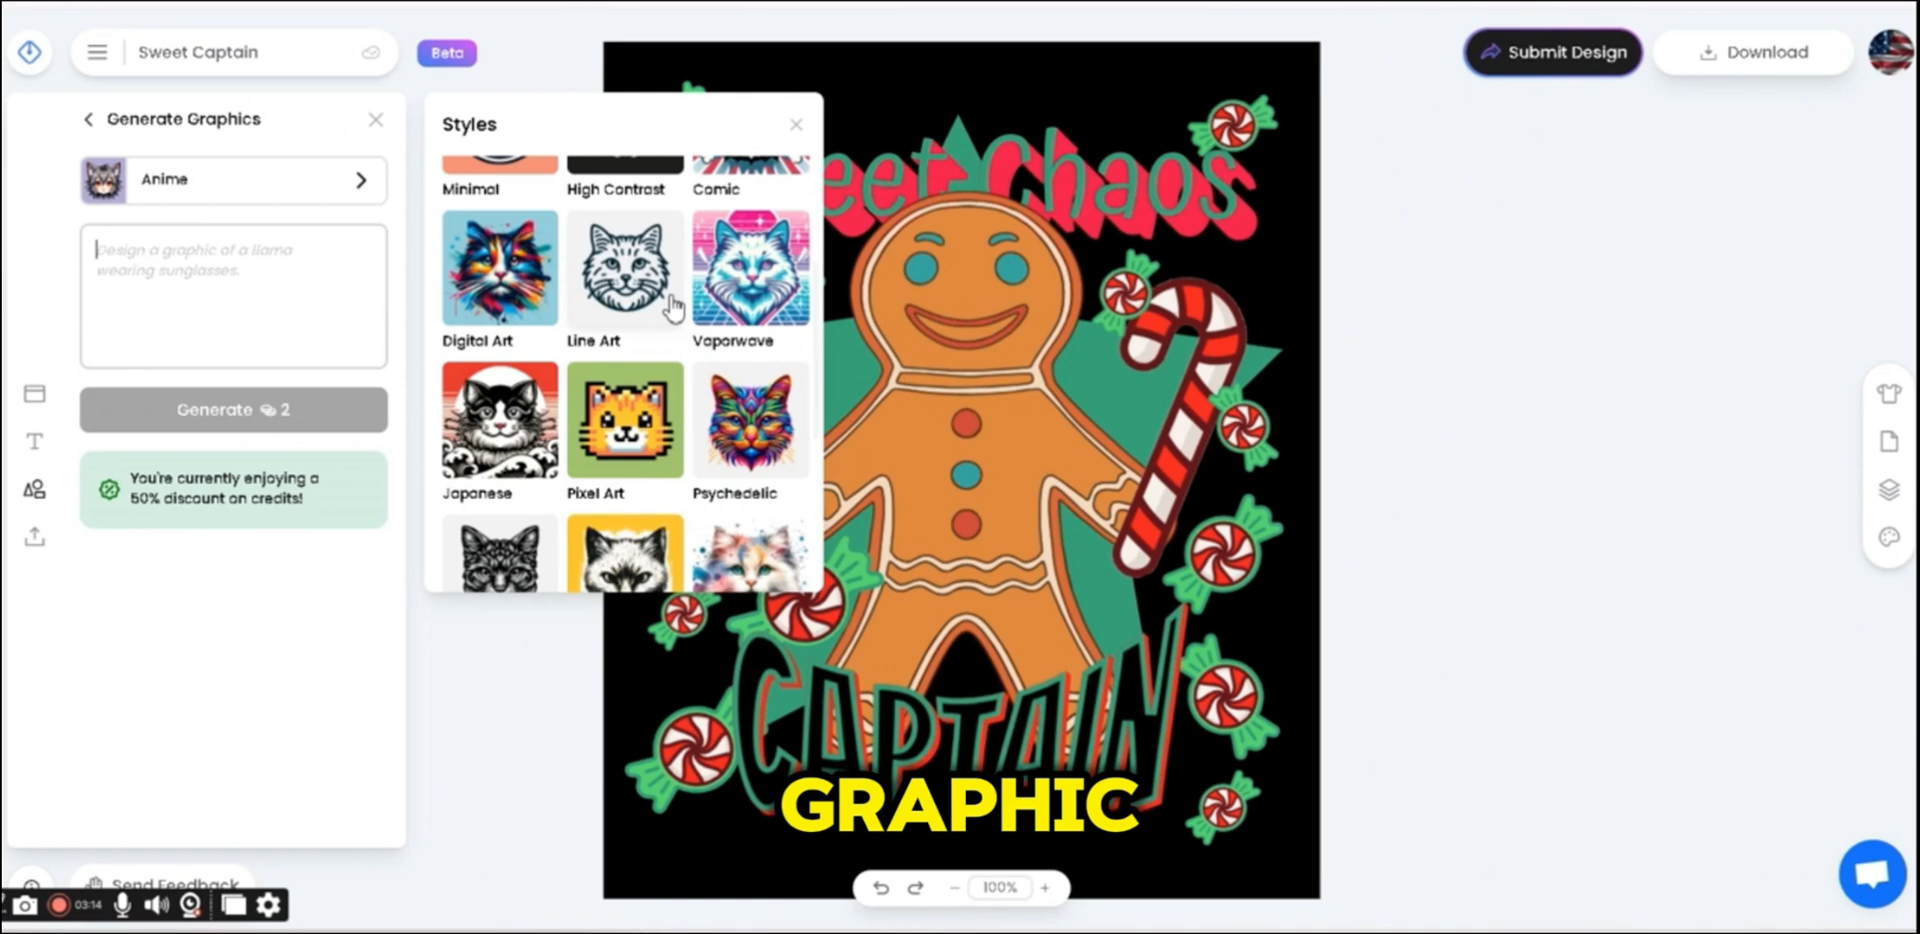 Sweet Captain
Beta
Submit Design
Download
Generate Graphics
Anime
Design a graphic of a llama
wearing sunglasses.
Generate 2
You're currently enjoying a
50% discount on credits!
Send Feedback
03:14
Styles
Minimal
High Contrast
Comic
Digital Art
Line Art
Vaporwave
Japanese
Pixel Art
Psychedelic
eet Chaos
CAPTAIN
GRAPHIC
100%